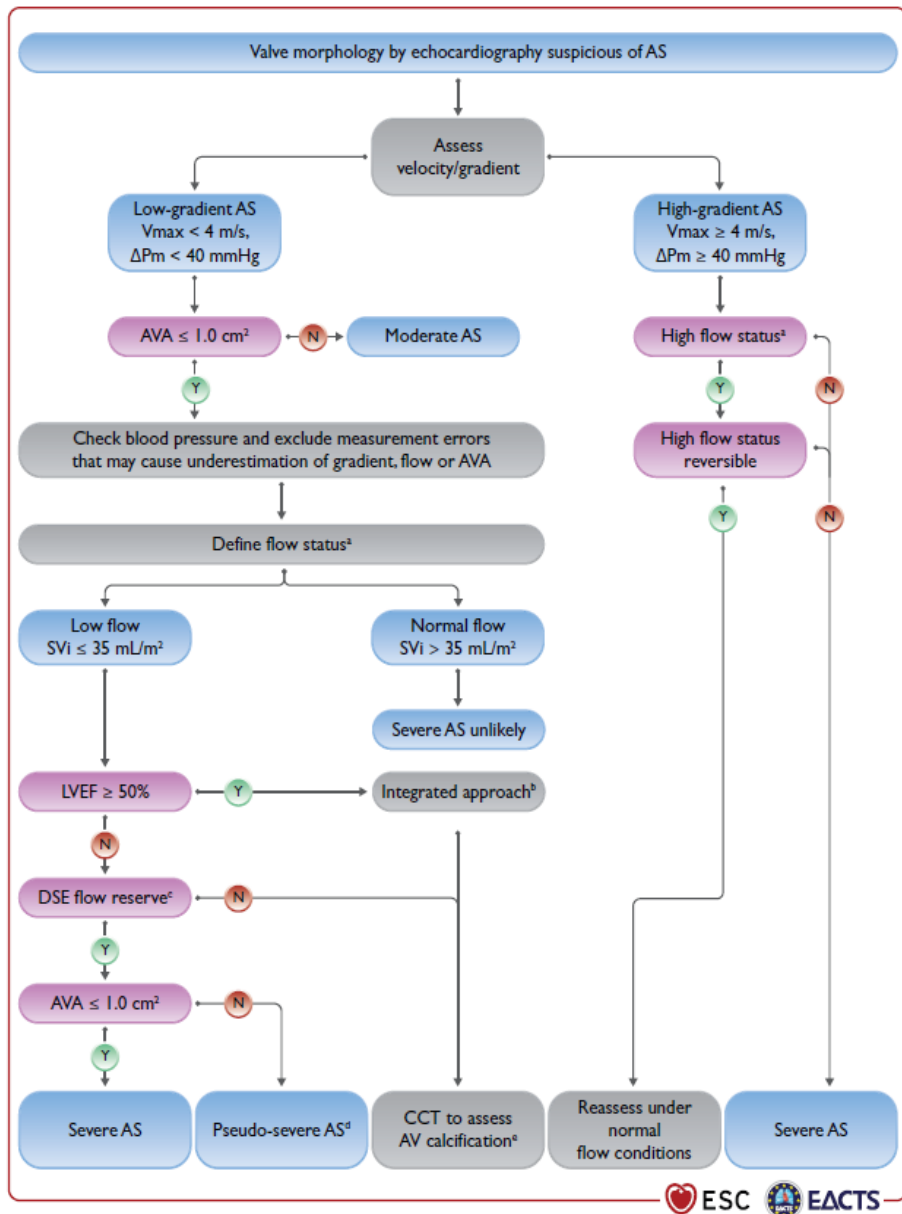 Valve morphology by echocardiography suspicious of AS
Assess
velocity/gradient
Low-gradient AS
Vmax < 4 m/s,
ΔPm < 40 mmHg
High-gradient AS
Vmax ≥ 4 m/s,
ΔPm ≥ 40 mmHg
AVA ≤ 1.0 cm²
N
Moderate AS
High flow statusᵃ
Y
Y
N
Check blood pressure and exclude measurement errors
that may cause underestimation of gradient, flow or AVA
High flow status
reversible
Y
N
Define flow statusᵃ
Low flow
SVi ≤ 35 mL/m²
Normal flow
SVi > 35 mL/m²
Severe AS unlikely
LVEF ≥ 50%
Y
Integrated approachᵇ
N
DSE flow reserveᶜ
N
Y
AVA ≤ 1.0 cm²
N
Y
Severe AS
Pseudo-severe ASᵈ
CCT to assess
AV calcificationᵉ
Reassess under
normal
flow conditions
Severe AS
ESC
EACTS